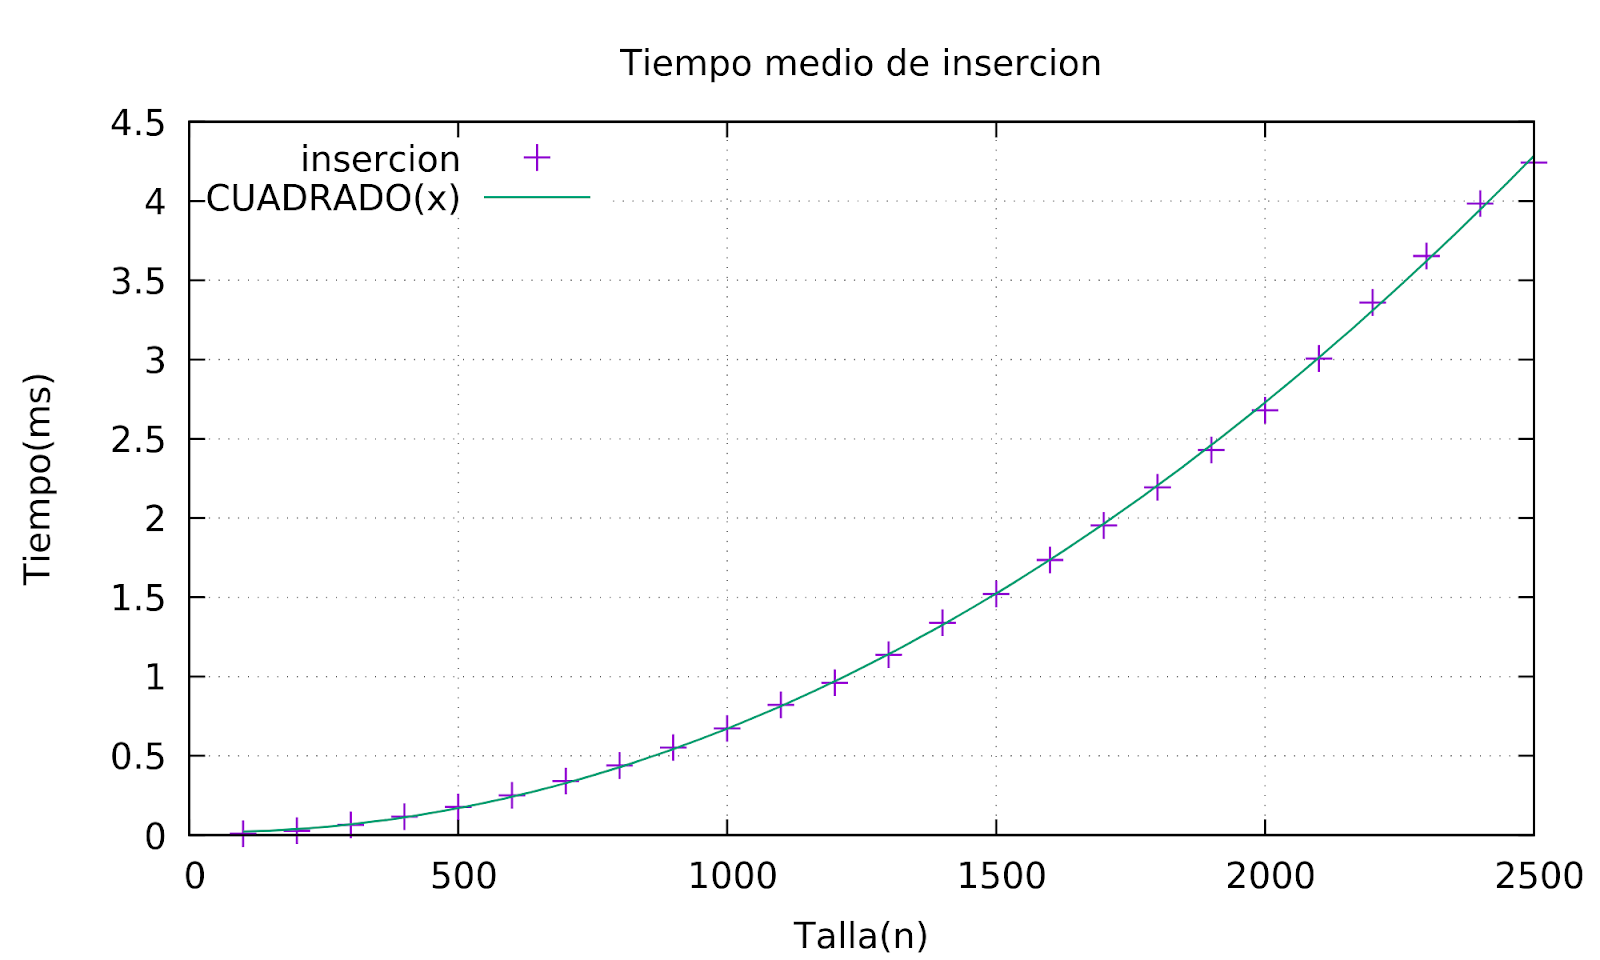 Tiempo medio de insercion
4.5
4
3.5
3
2.5
2
1.5
1
0.5
0
insercion
CUADRADO(x)
Tiempo(ms)
0 500 1000 1500 2000 2500
Talla(n)